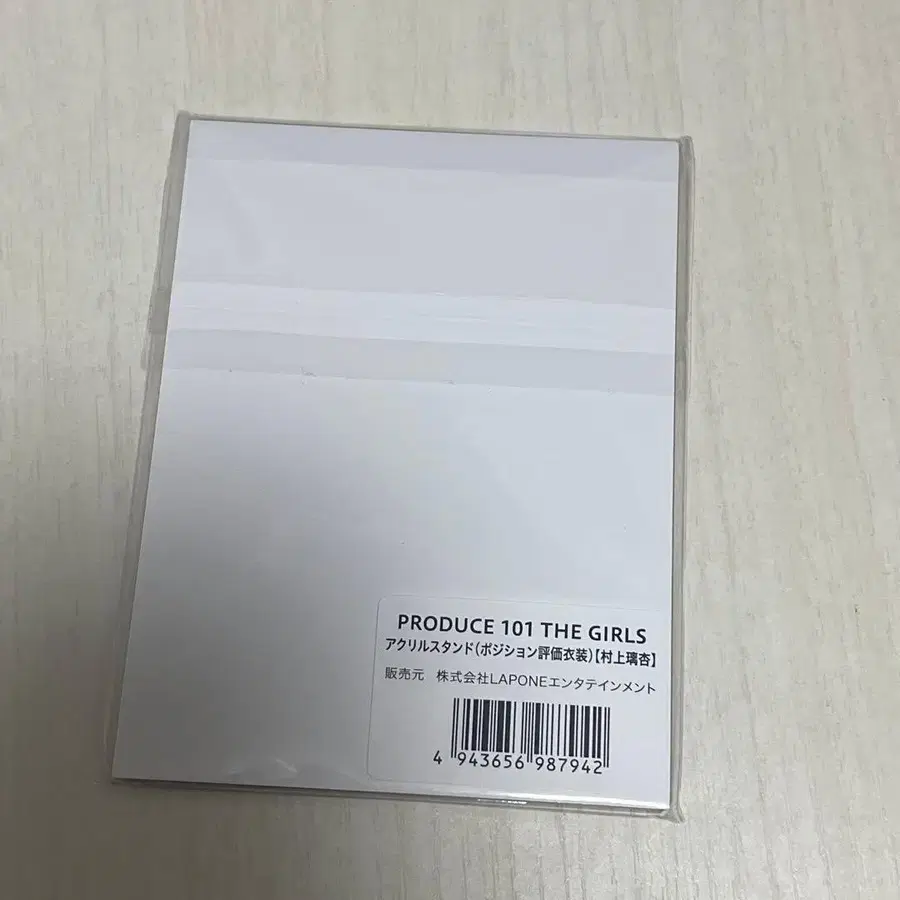 PRODUCE 101 THE GIRLS
アクリルスタンド(ポジション評価衣装)【村上璃杏】
販売元 株式会社LAPONEエンタテインメント
4 943656 987942